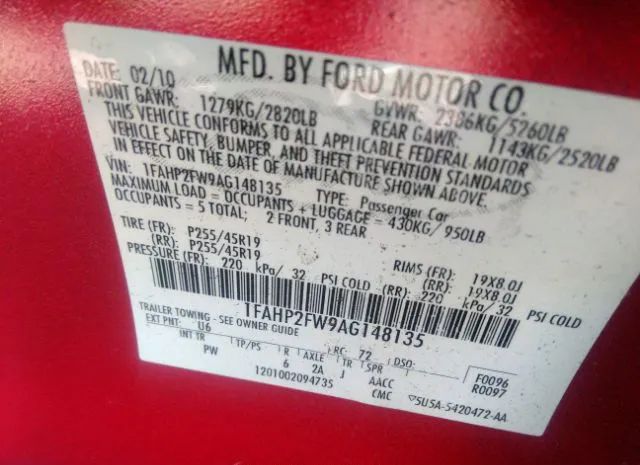 MFD. BY FORD MOTOR CO.
DATE: 02/10 GVWR: 2386KG/5260LB
FRONT GAWR: 1279KG/2820LB REAR GAWR: 1143KG/2520LB
THIS VEHICLE CONFORMS TO ALL APPLICABLE FEDERAL MOTOR
VEHICLE SAFETY, BUMPER, AND THEFT PREVENTION STANDARDS
IN EFFECT ON THE DATE OF MANUFACTURE SHOWN ABOVE.
VIN: 1FAHP2FW9AG148135 TYPE: Passenger Car
MAXIMUM LOAD = OCCUPANTS + LUGGAGE = 430KG/ 950LB
OCCUPANTS = 5 TOTAL; 2 FRONT, 3 REAR
TIRE (FR): P255/45R19 RIMS (FR): 19X8.0J
(RR): P255/45R19 (RR): 19X8.0J
PRESSURE (FR): 220 kPa/ 32 PSI COLD (RR): 220 kPa/ 32 PSI COLD
1FAHP2FW9AG148135
TRAILER TOWING - SEE OWNER GUIDE
EXT PNT: U6 RC: 72 DSO:
INT TR TP/PS R AXLE TR SPR F0096
PW 6 2A J AACC R0097
1201002094735 CMC ▽5U5A-5420472-AA